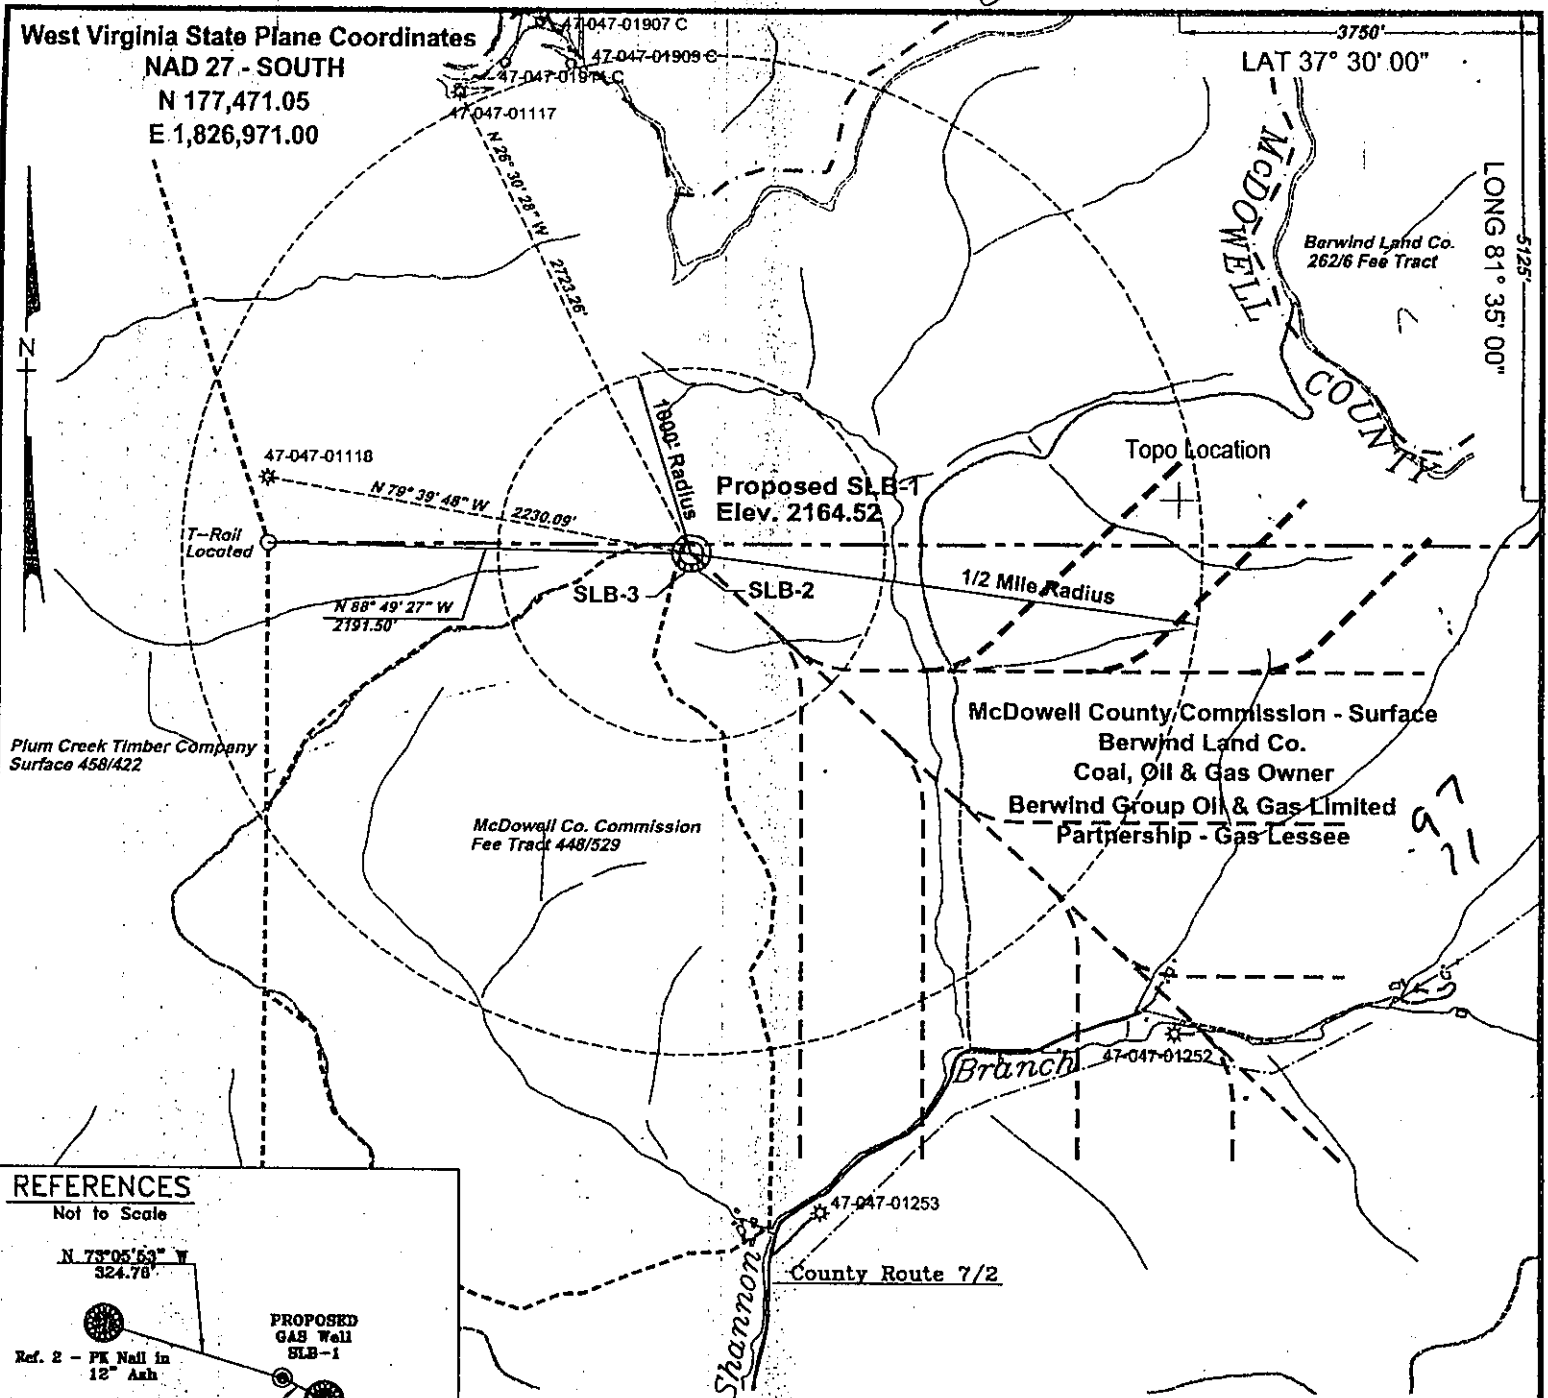 West Virginia State Plane Coordinates
NAD 27 - SOUTH
N 177,471.05
E 1,826,971.00
47-047-01907 C
47-047-01909 C
47-047-01911 C
47-047-01117
3750'
LAT 37° 30' 00"
LONG 81° 35' 00"
5125'
McDOWELL
COUNTY
Berwind Land Co.
262/6 Fee Tract
N 26° 30' 28" W
2723.26'
N
1000' Radius
Topo Location
47-047-01118
N 79° 39' 48" W
2230.09'
Proposed SLB-1
Elev. 2164.52
T-Rail
Located
SLB-3
SLB-2
1/2 Mile Radius
N 88° 49' 27" W
2191.50'
McDowell County Commission - Surface
Berwind Land Co.
Coal, Oil & Gas Owner
Berwind Group Oil & Gas Limited
Partnership - Gas Lessee
Plum Creek Timber Company
Surface 458/422
McDowell Co. Commission
Fee Tract 448/529
47-047-01252
Branch
47-047-01253
County Route 7/2
Shannon
REFERENCES
Not to Scale
N 73°05'53" W
324.78'
PROPOSED
GAS Well
SLB-1
Ref. 2 - PK Nail in
12" Ash